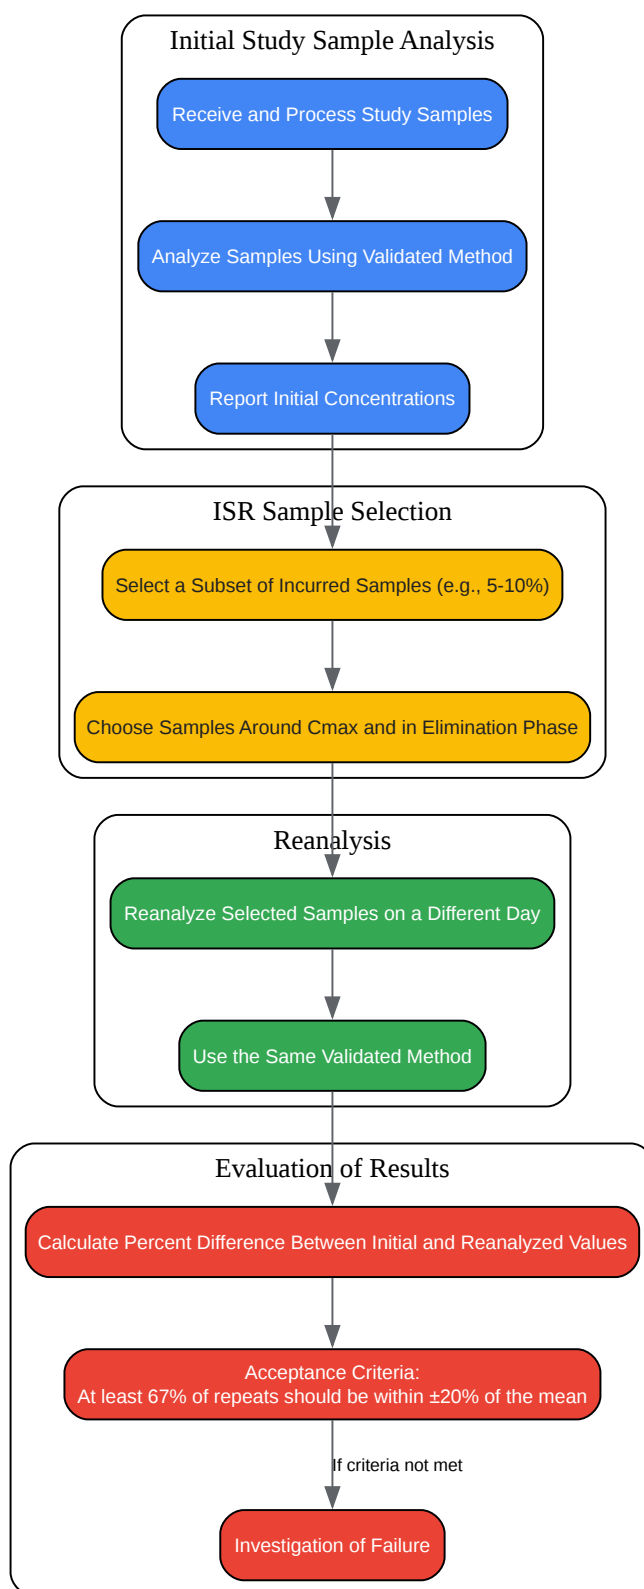 Initial Study Sample Analysis
Receive and Process Study Samples
Analyze Samples Using Validated Method
Report Initial Concentrations
ISR Sample Selection
Select a Subset of Incurred Samples (e.g., 5-10%)
Choose Samples Around Cmax and in Elimination Phase
Reanalysis
Reanalyze Selected Samples on a Different Day
Use the Same Validated Method
Evaluation of Results
Calculate Percent Difference Between Initial and Reanalyzed Values
Acceptance Criteria:
At least 67% of repeats should be within ±20% of the mean
If criteria not met
Investigation of Failure